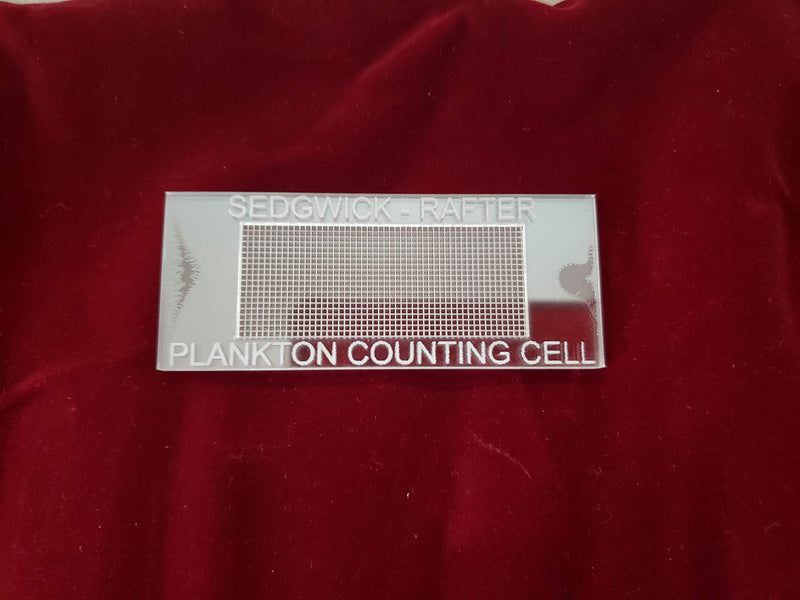 SEDGWICK - RAFTER
PLANKTON COUNTING CELL